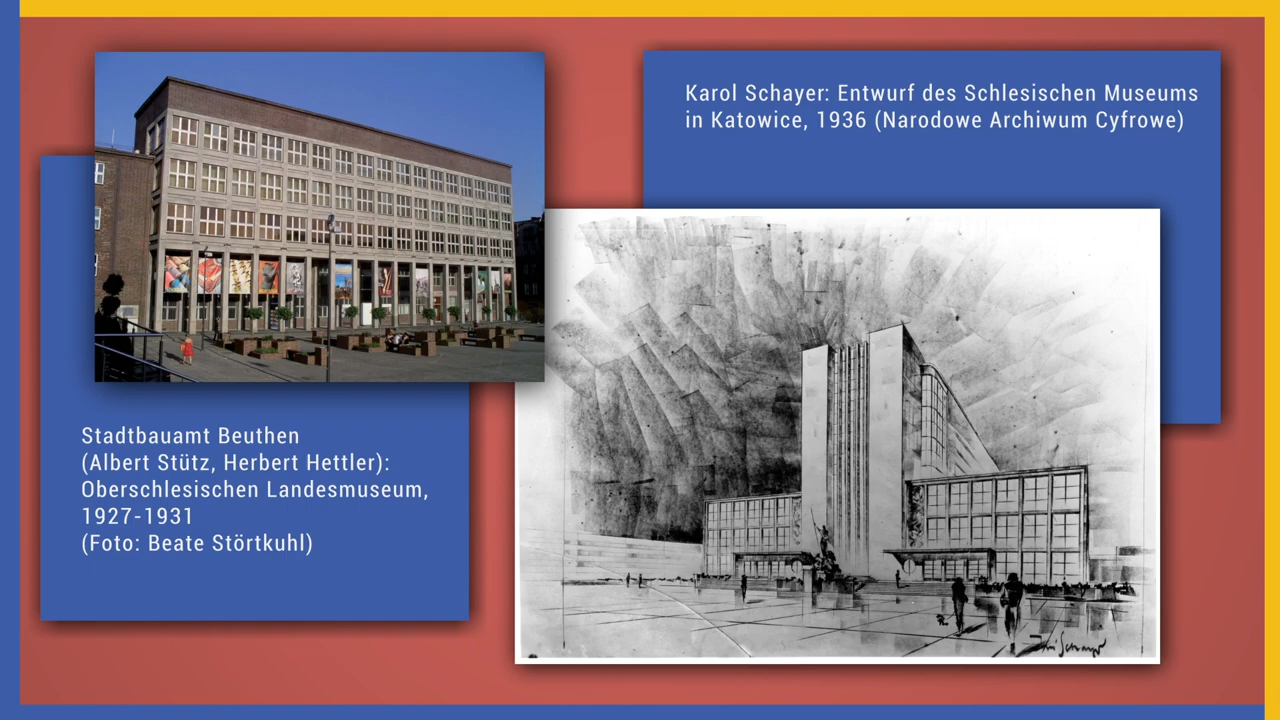 Karol Schayer: Entwurf des Schlesischen Museums
in Katowice, 1936 (Narodowe Archiwum Cyfrowe)
Stadtbauamt Beuthen
(Albert Stütz, Herbert Hettler):
Oberschlesischen Landesmuseum,
1927-1931
(Foto: Beate Störtkuhl)